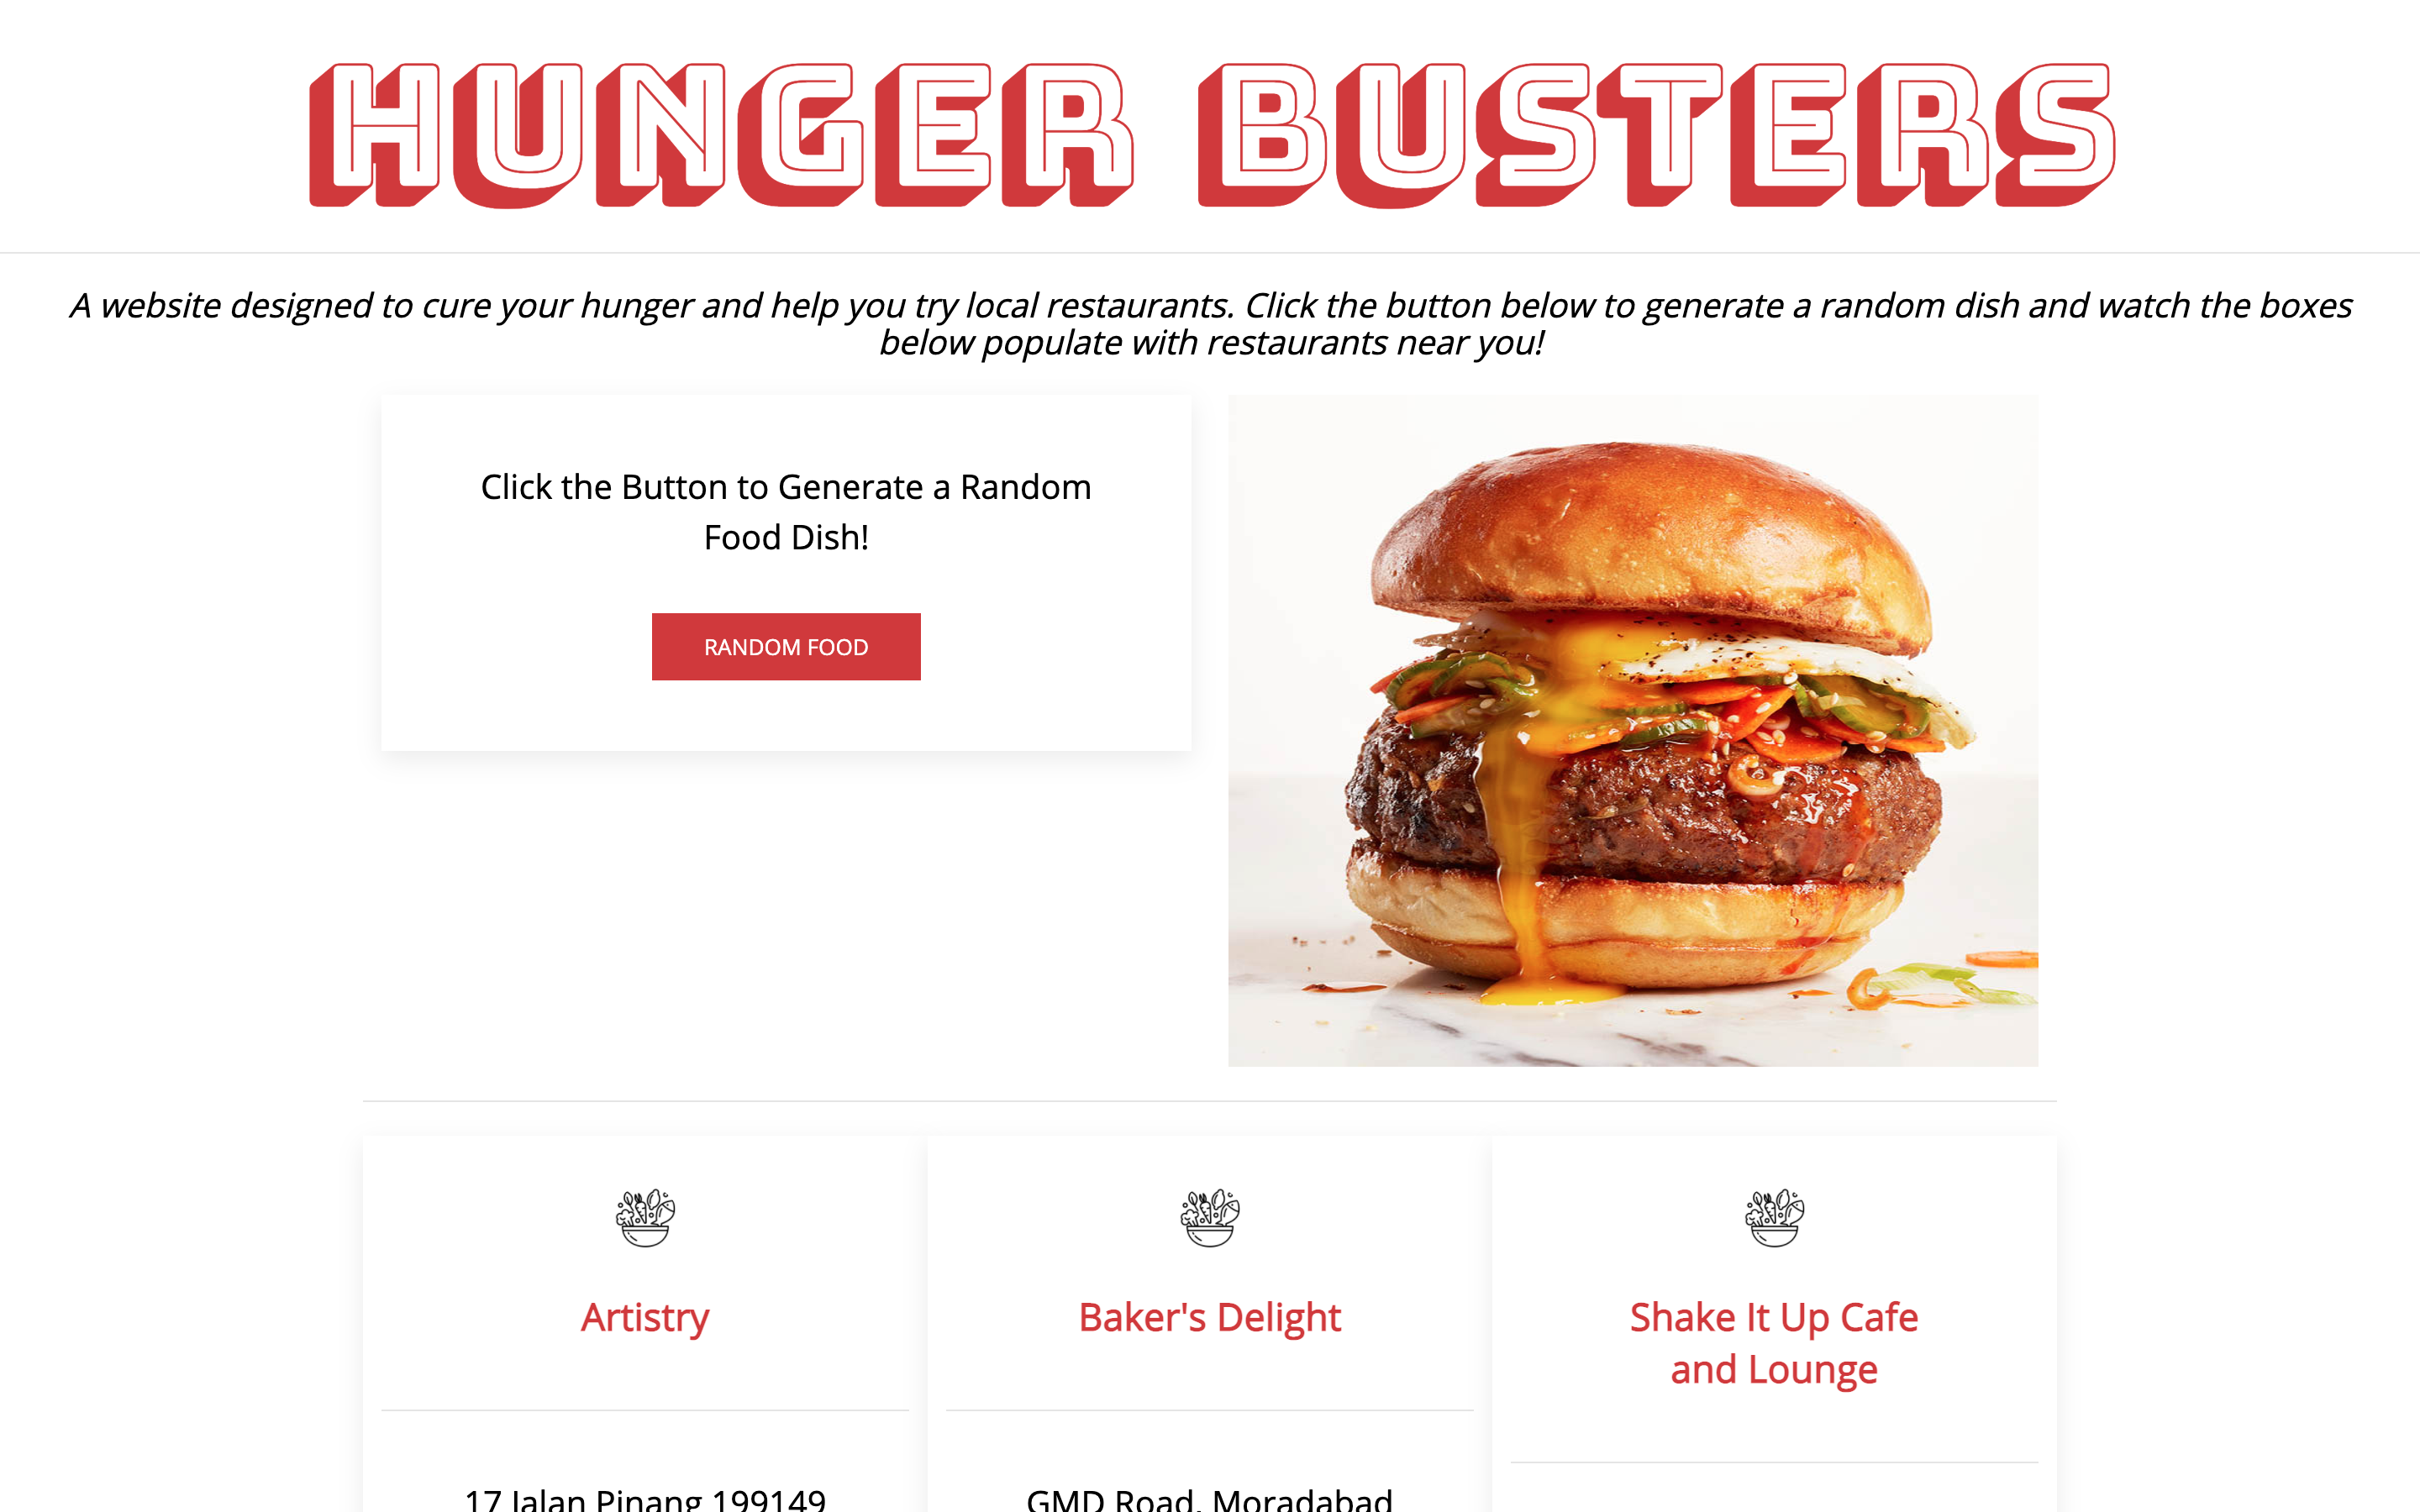 HUNGER BUSTERS
A website designed to cure your hunger and help you try local restaurants. Click the button below to generate a random dish and watch the boxes
below populate with restaurants near you!
Click the Button to Generate a Random
Food Dish!
RANDOM FOOD
Artistry
Baker's Delight
Shake It Up Cafe
and Lounge
17 Jalan Pinang 199149
GMD Road, Moradabad